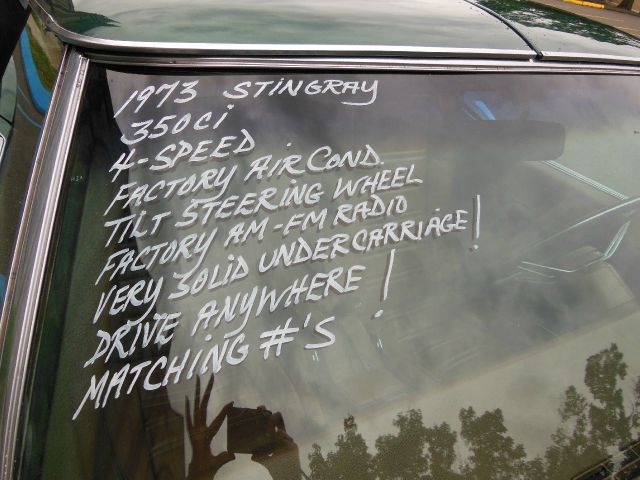 1973 STINGRAY
350ci
4-SPEED
FACTORY AIR COND.
TILT STEERING WHEEL
FACTORY AM-FM RADIO
VERY SOLID UNDERCARRIAGE!
DRIVE ANYWHERE!
MATCHING #'S